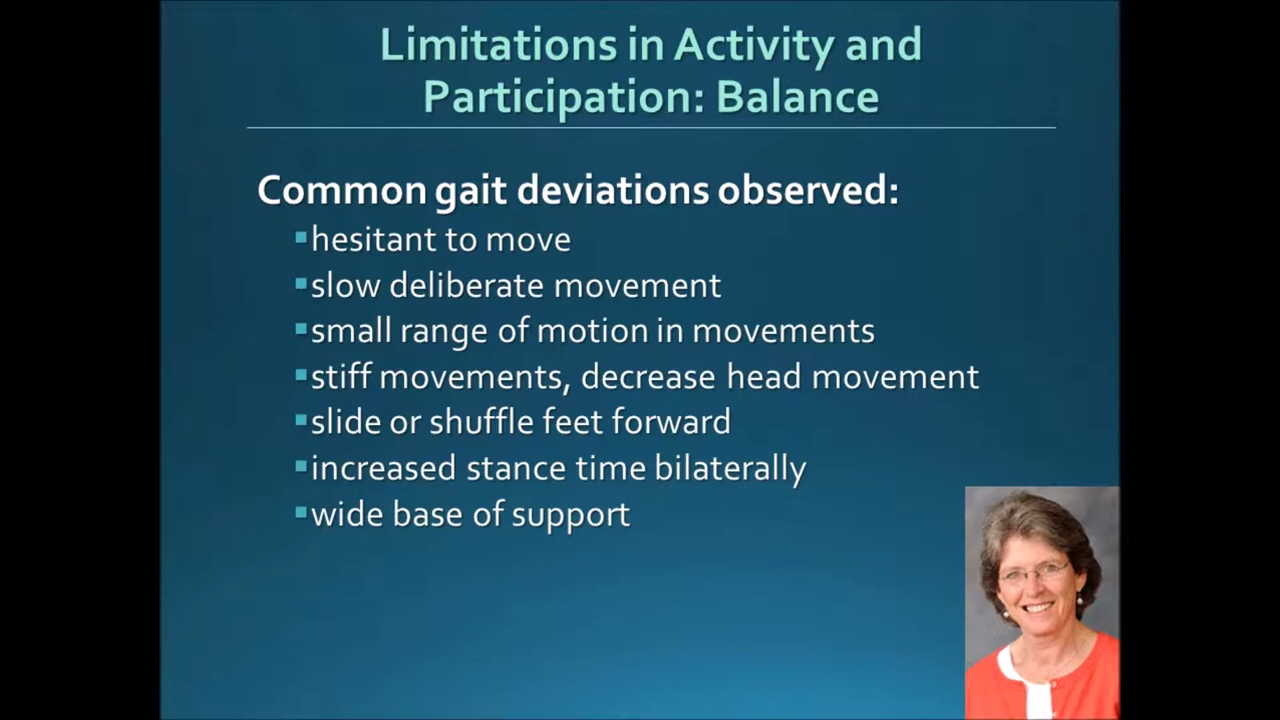 Limitations in Activity and
Participation: Balance
Common gait deviations observed:
▪hesitant to move
▪slow deliberate movement
▪small range of motion in movements
▪stiff movements, decrease head movement
▪slide or shuffle feet forward
▪increased stance time bilaterally
▪wide base of support